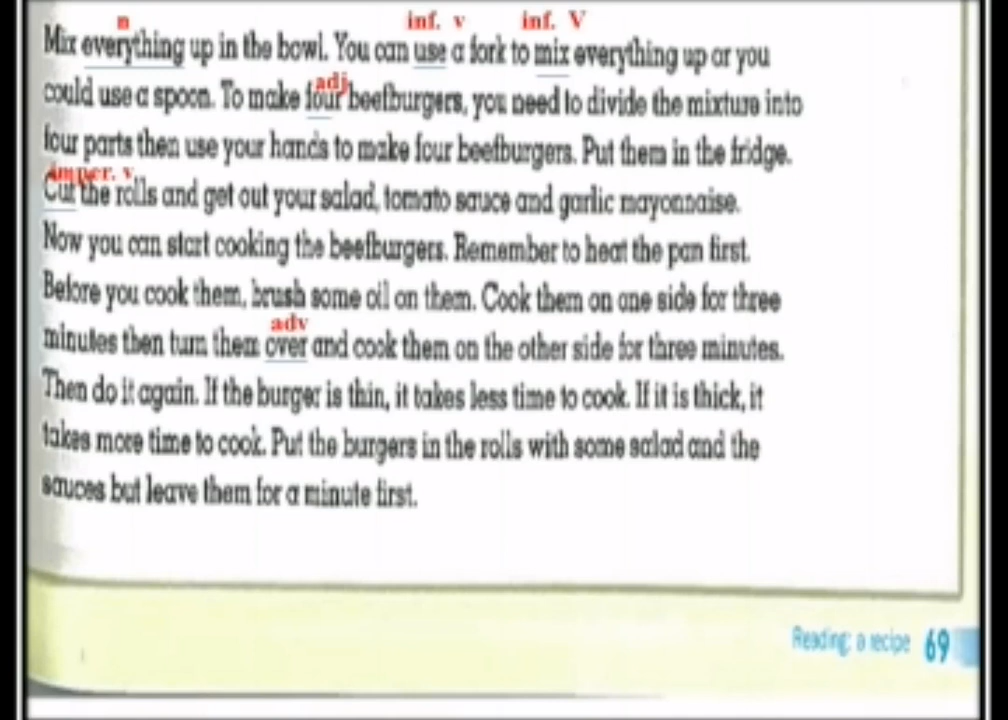 n inf. v inf. V
Mix everything up in the bowl. You can use a fork to mix everything up or you
adj
could use a spoon. To make four beefburgers, you need to divide the mixture into
four parts then use your hands to make four beefburgers. Put them in the fridge.
imper. v
Cut the rolls and get out your salad, tomato sauce and garlic mayonnaise.
Now you can start cooking the beefburgers. Remember to heat the pan first.
Before you cook them, brush some oil on them. Cook them on one side for three
adv
minutes then turn them over and cook them on the other side for three minutes.
Then do it again. If the burger is thin, it takes less time to cook. If it is thick, it
takes more time to cook. Put the burgers in the rolls with some salad and the
sauces but leave them for a minute first.
Reading: a recipe 69